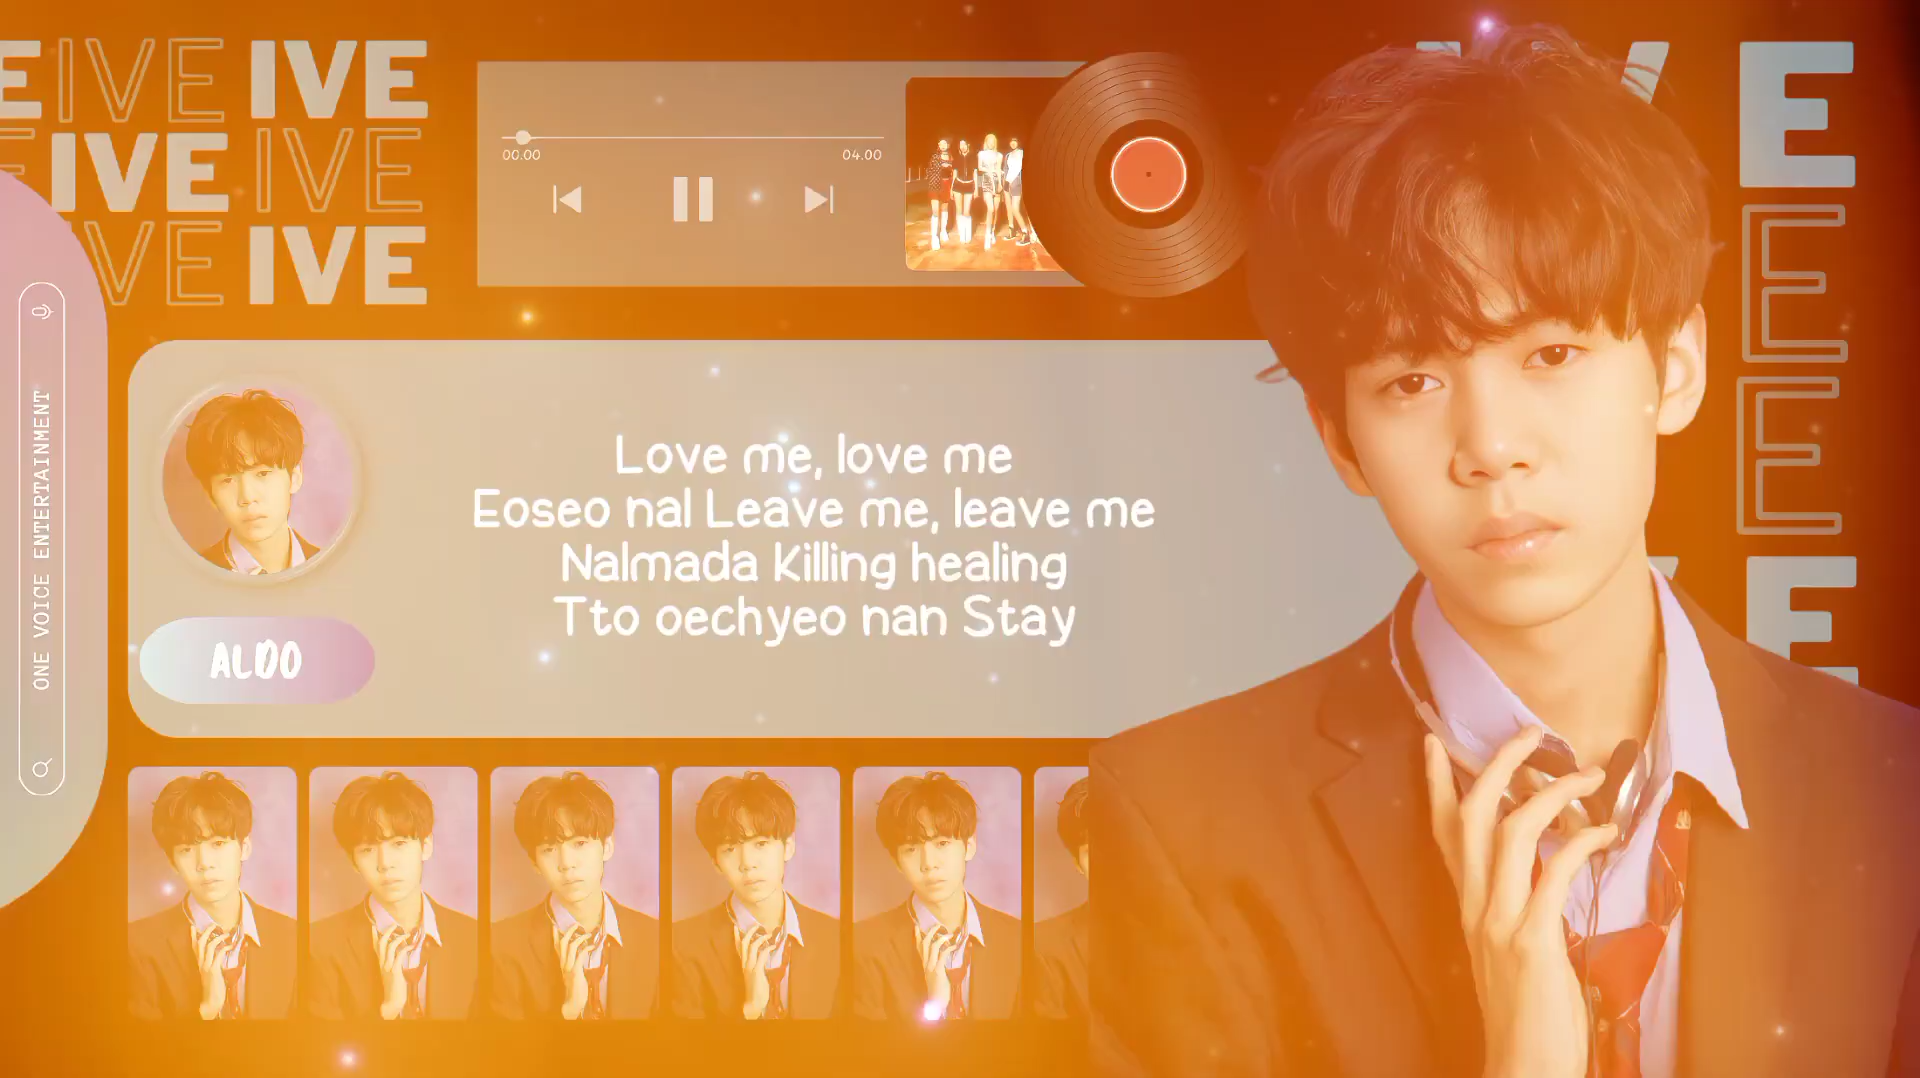 E IVE IVE
E IVE IVE
IVE IVE
00.00
04.00
IVE
E
E
E
ONE VOICE ENTERTAINMENT
ALDO
Love me, love me
Eoseo nal Leave me, leave me
Nalmada Killing healing
Tto oechyeo nan Stay